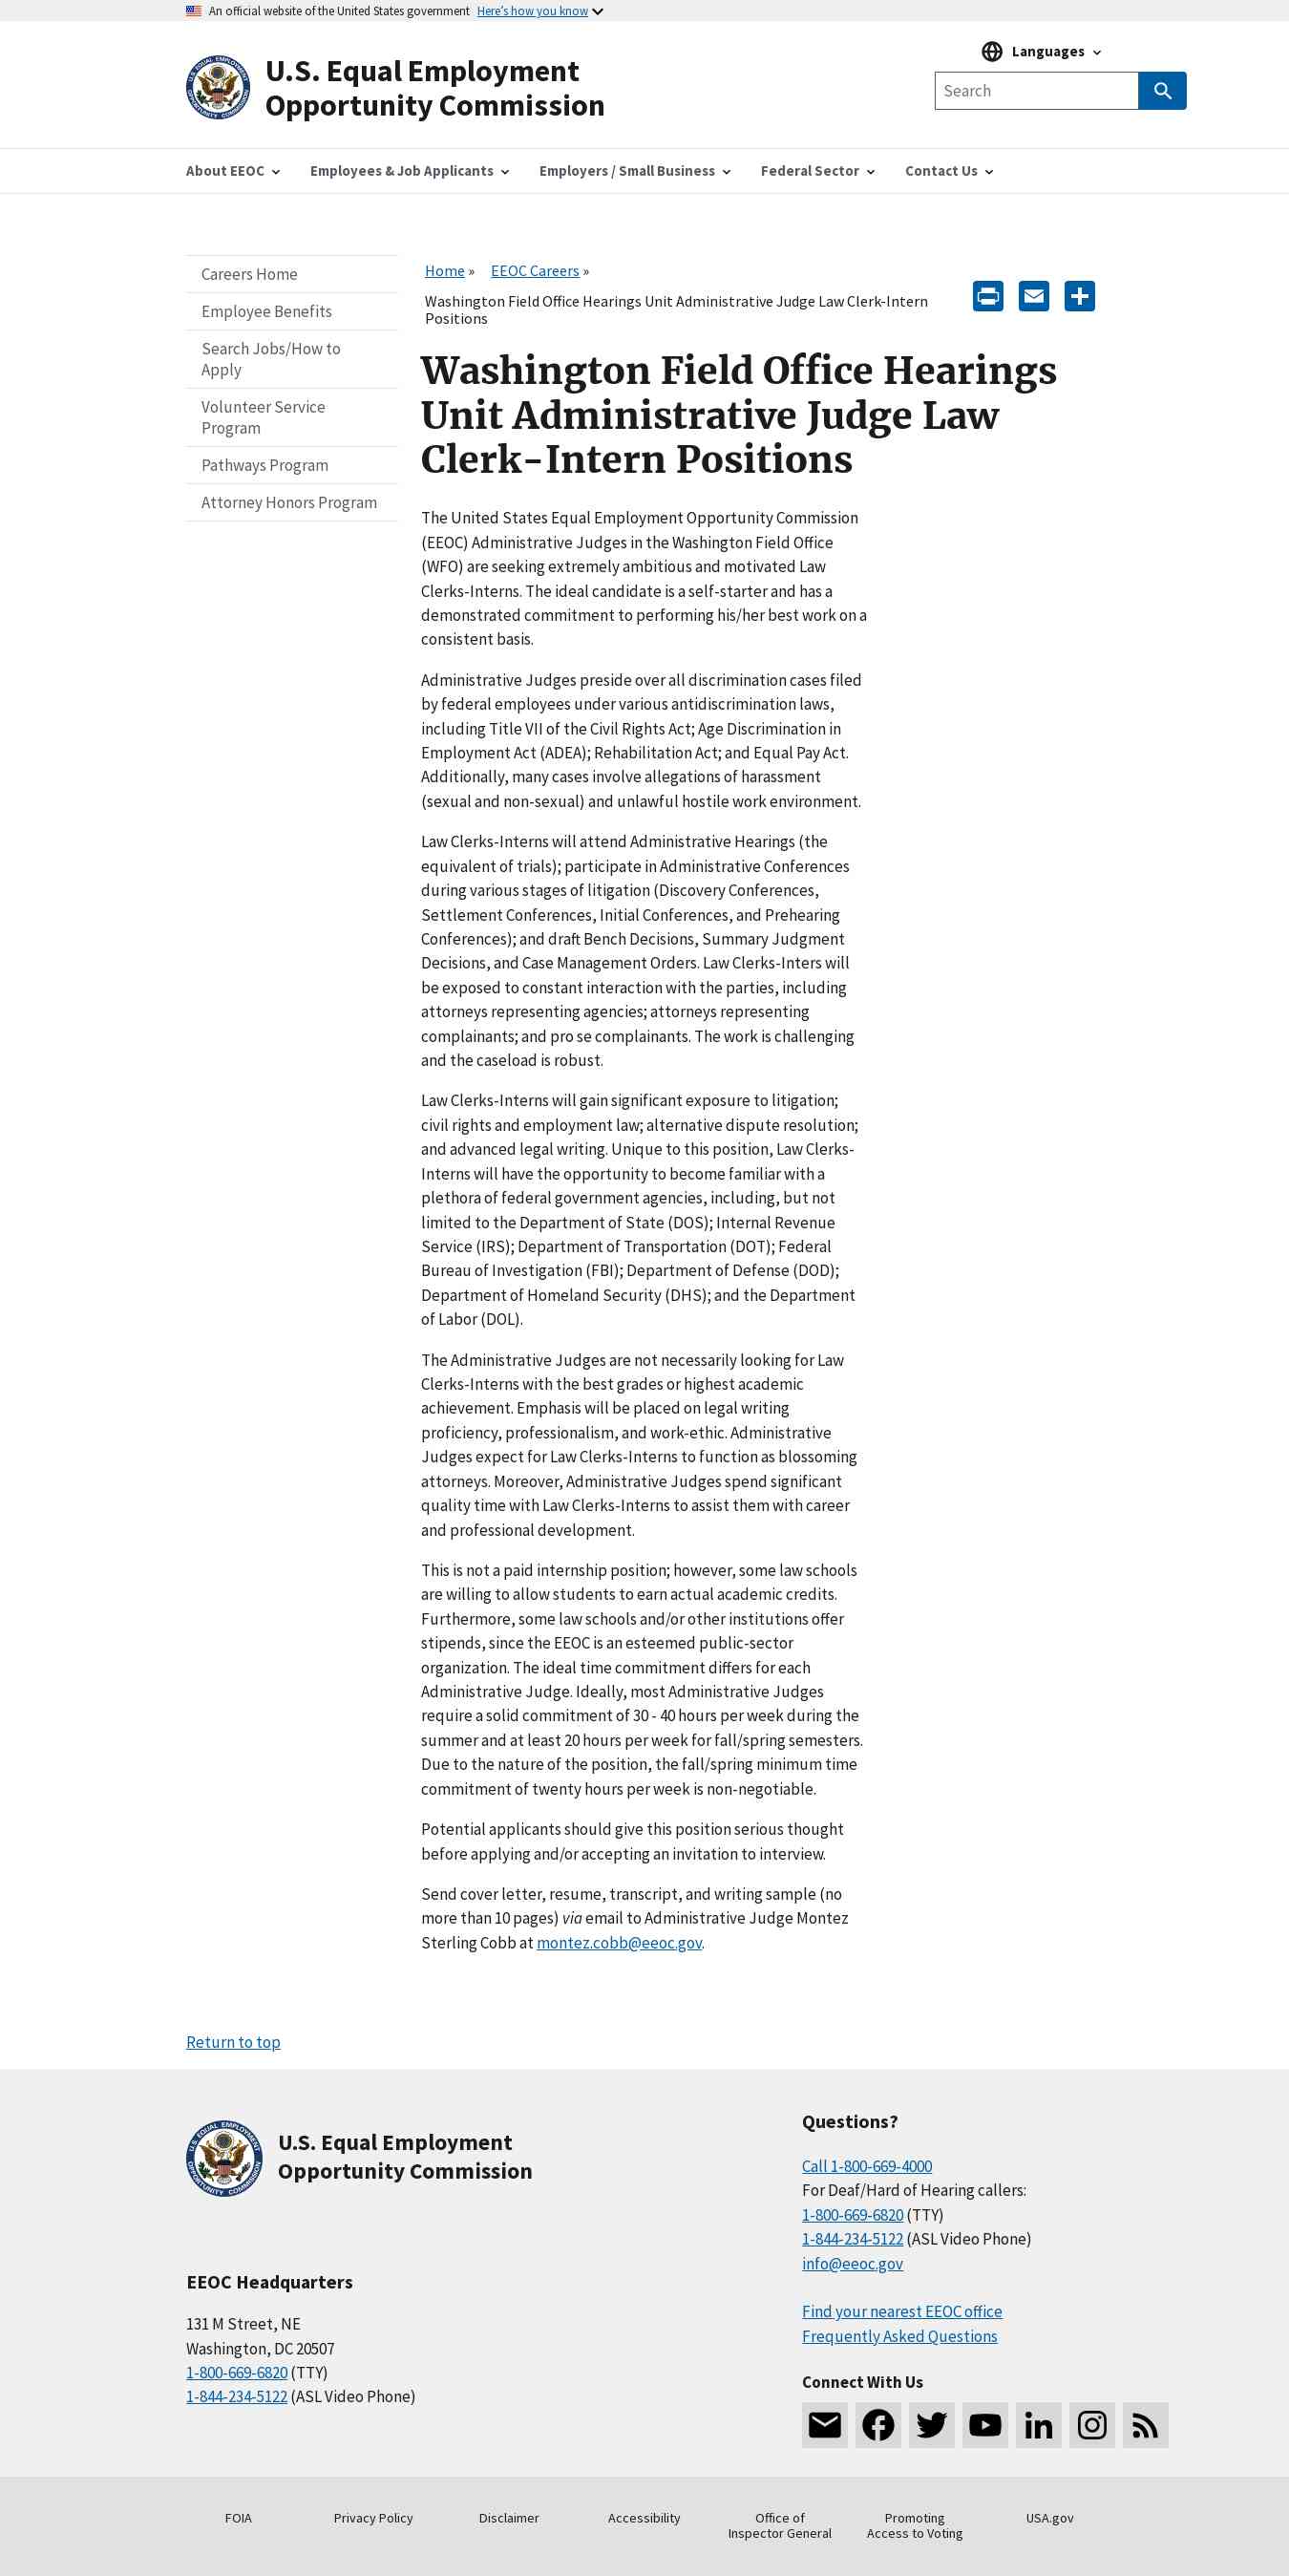 An official website of the United States government Here's how you know
U.S. Equal Employment
Opportunity Commission
Languages
Search
About EEOC
Employees & Job Applicants
Employers / Small Business
Federal Sector
Contact Us
Careers Home
Employee Benefits
Search Jobs/How to
Apply
Volunteer Service
Program
Pathways Program
Attorney Honors Program
Home » EEOC Careers »
Washington Field Office Hearings Unit Administrative Judge Law Clerk-Intern
Positions
Washington Field Office Hearings
Unit Administrative Judge Law
Clerk-Intern Positions
The United States Equal Employment Opportunity Commission
(EEOC) Administrative Judges in the Washington Field Office
(WFO) are seeking extremely ambitious and motivated Law
Clerks-Interns. The ideal candidate is a self-starter and has a
demonstrated commitment to performing his/her best work on a
consistent basis.
Administrative Judges preside over all discrimination cases filed
by federal employees under various antidiscrimination laws,
including Title VII of the Civil Rights Act; Age Discrimination in
Employment Act (ADEA); Rehabilitation Act; and Equal Pay Act.
Additionally, many cases involve allegations of harassment
(sexual and non-sexual) and unlawful hostile work environment.
Law Clerks-Interns will attend Administrative Hearings (the
equivalent of trials); participate in Administrative Conferences
during various stages of litigation (Discovery Conferences,
Settlement Conferences, Initial Conferences, and Prehearing
Conferences); and draft Bench Decisions, Summary Judgment
Decisions, and Case Management Orders. Law Clerks-Inters will
be exposed to constant interaction with the parties, including
attorneys representing agencies; attorneys representing
complainants; and pro se complainants. The work is challenging
and the caseload is robust.
Law Clerks-Interns will gain significant exposure to litigation;
civil rights and employment law; alternative dispute resolution;
and advanced legal writing. Unique to this position, Law Clerks-
Interns will have the opportunity to become familiar with a
plethora of federal government agencies, including, but not
limited to the Department of State (DOS); Internal Revenue
Service (IRS); Department of Transportation (DOT); Federal
Bureau of Investigation (FBI); Department of Defense (DOD);
Department of Homeland Security (DHS); and the Department
of Labor (DOL).
The Administrative Judges are not necessarily looking for Law
Clerks-Interns with the best grades or highest academic
achievement. Emphasis will be placed on legal writing
proficiency, professionalism, and work-ethic. Administrative
Judges expect for Law Clerks-Interns to function as blossoming
attorneys. Moreover, Administrative Judges spend significant
quality time with Law Clerks-Interns to assist them with career
and professional development.
This is not a paid internship position; however, some law schools
are willing to allow students to earn actual academic credits.
Furthermore, some law schools and/or other institutions offer
stipends, since the EEOC is an esteemed public-sector
organization. The ideal time commitment differs for each
Administrative Judge. Ideally, most Administrative Judges
require a solid commitment of 30 - 40 hours per week during the
summer and at least 20 hours per week for fall/spring semesters.
Due to the nature of the position, the fall/spring minimum time
commitment of twenty hours per week is non-negotiable.
Potential applicants should give this position serious thought
before applying and/or accepting an invitation to interview.
Send cover letter, resume, transcript, and writing sample (no
more than 10 pages) via email to Administrative Judge Montez
Sterling Cobb at montez.cobb@eeoc.gov.
Return to top
U.S. Equal Employment
Opportunity Commission
EEOC Headquarters
131 M Street, NE
Washington, DC 20507
1-800-669-6820 (TTY)
1-844-234-5122 (ASL Video Phone)
Questions?
Call 1-800-669-4000
For Deaf/Hard of Hearing callers:
1-800-669-6820 (TTY)
1-844-234-5122 (ASL Video Phone)
info@eeoc.gov
Find your nearest EEOC office
Frequently Asked Questions
Connect With Us
FOIA
Privacy Policy
Disclaimer
Accessibility
Office of
Inspector General
Promoting
Access to Voting
USA.gov